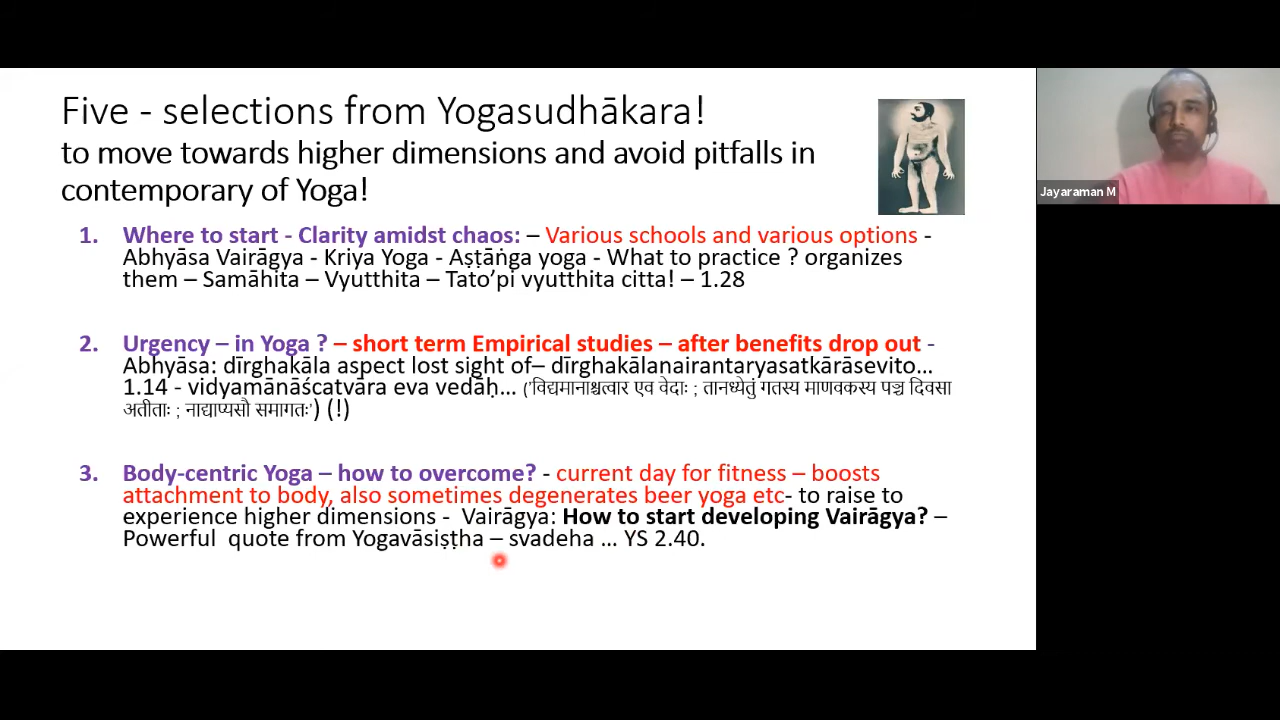 Five - selections from Yogasudhākara!
to move towards higher dimensions and avoid pitfalls in
contemporary of Yoga!
Jayaraman M
1. Where to start - Clarity amidst chaos: – Various schools and various options -
Abhyāsa Vairāgya - Kriya Yoga - Aṣṭāṅga yoga - What to practice ? organizes
them – Samāhita – Vyutthita – Tato’pi vyutthita citta! – 1.28
2. Urgency – in Yoga ? – short term Empirical studies – after benefits drop out -
Abhyāsa: dīrghakāla aspect lost sight of– dīrghakālanairantaryasatkārāsevito…
1.14 - vidyamānāścatvāra eva vedāḥ… (‘विद्यमानाश्चत्वार एव वेदाः ; तानध्येतुं गतस्य माणवकस्य पञ्च दिवसा
अतीताः ; नाद्याप्यसौ समागतः’) (!)
3. Body-centric Yoga – how to overcome? - current day for fitness – boosts
attachment to body, also sometimes degenerates beer yoga etc- to raise to
experience higher dimensions - Vairāgya: How to start developing Vairāgya? –
Powerful quote from Yogavāsiṣṭha – svadeha … YS 2.40.